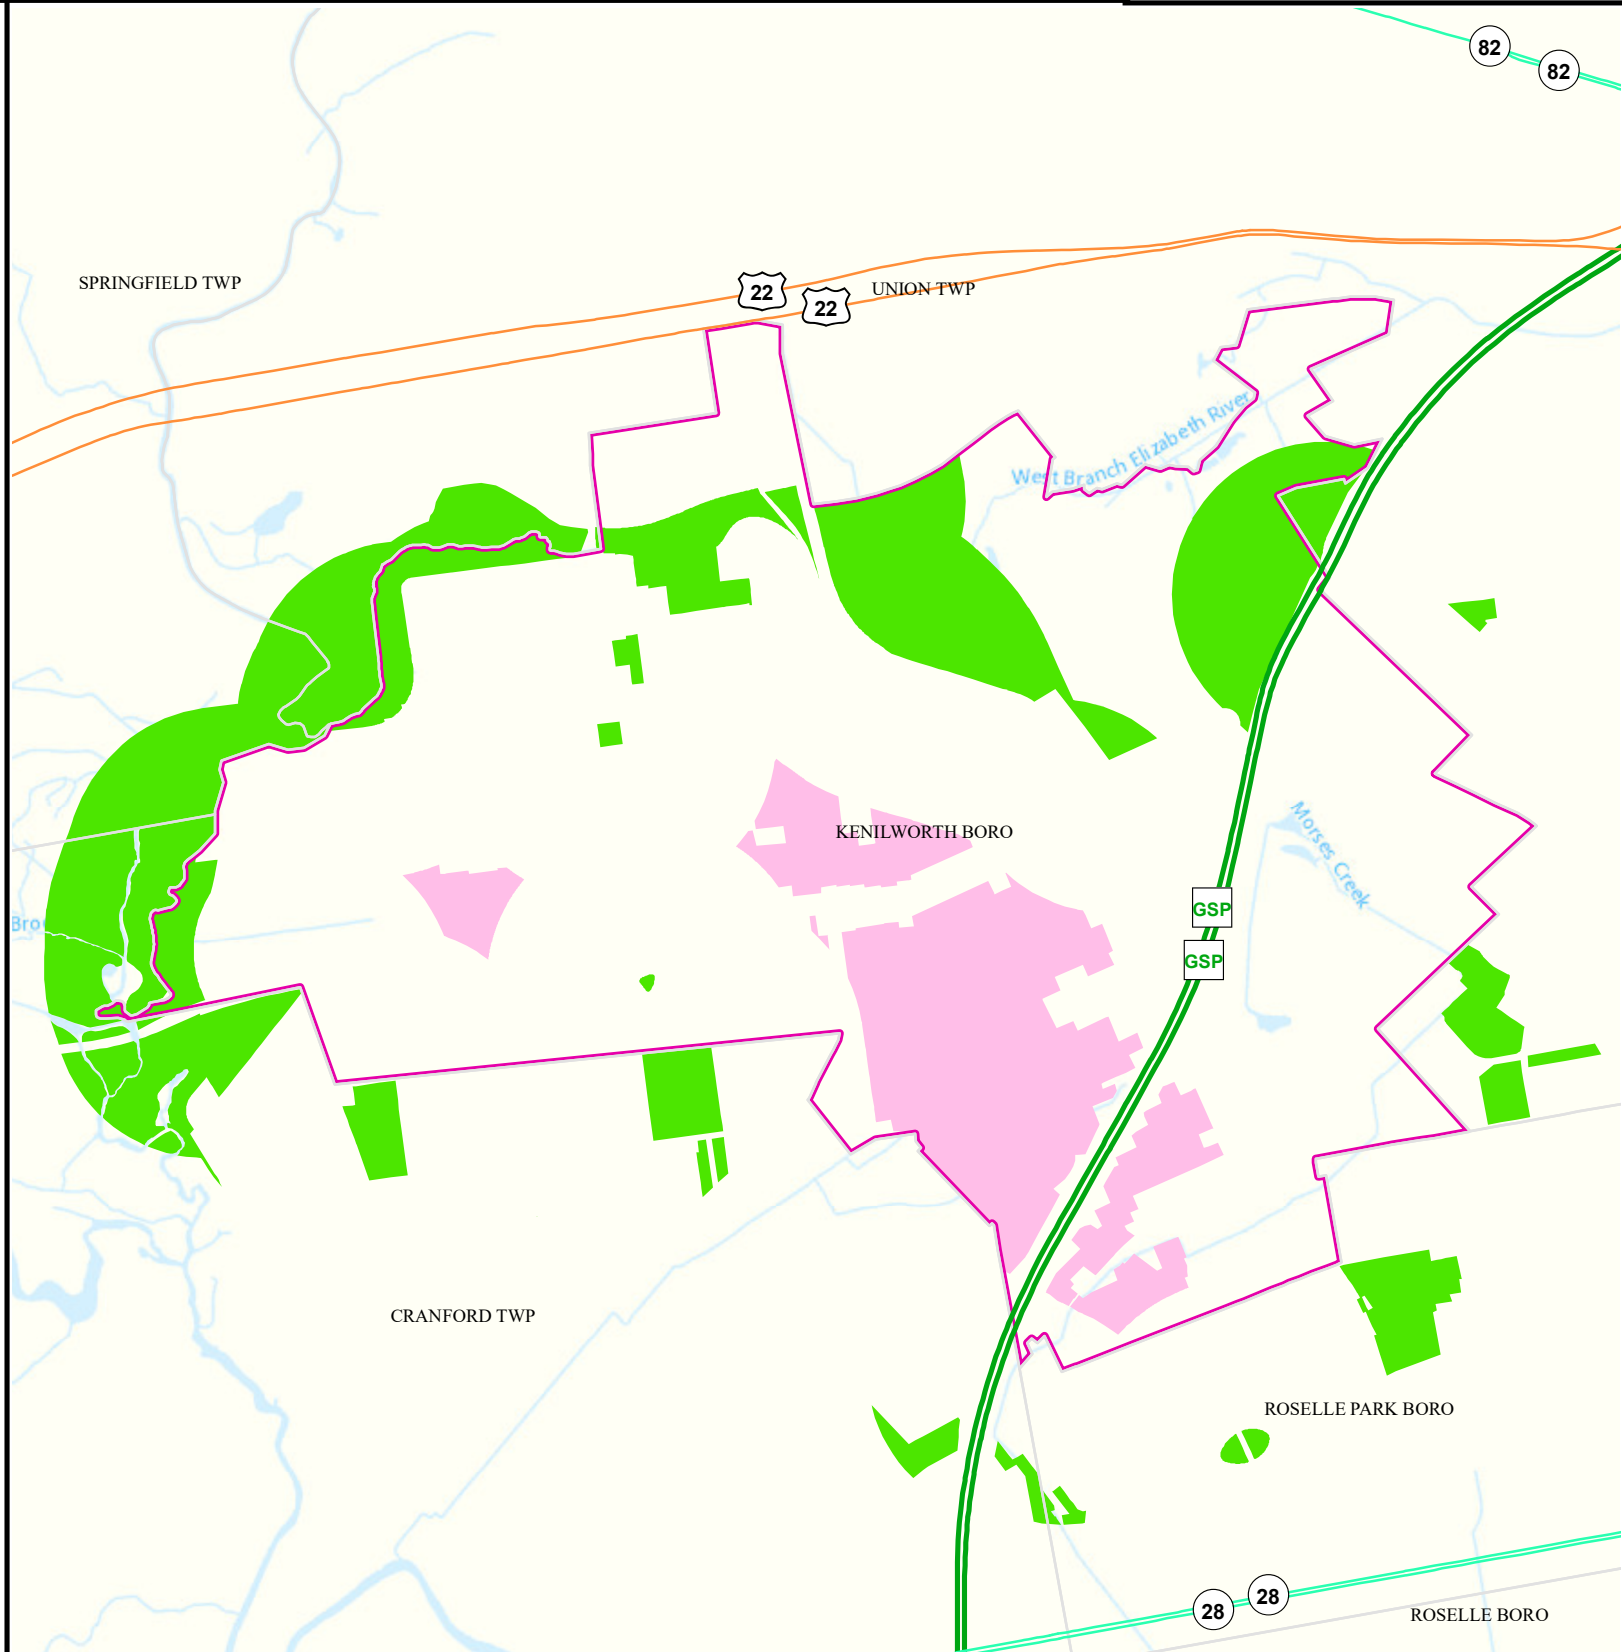 82
82
SPRINGFIELD TWP
UNION TWP
22
22
West Branch Elizabeth River
KENILWORTH BORO
Morses Creek
GSP
Bro
GSP
CRANFORD TWP
ROSELLE PARK BORO
28
28
ROSELLE BORO